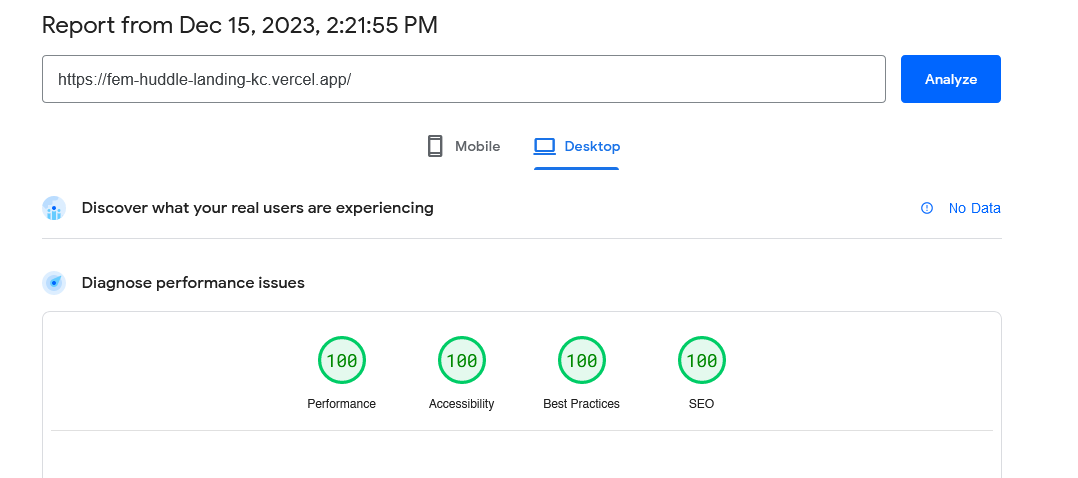 Report from Dec 15, 2023, 2:21:55 PM
https://fem-huddle-landing-kc.vercel.app/
Analyze
Mobile
Desktop
Discover what your real users are experiencing
No Data
Diagnose performance issues
100
100
100
100
Performance
Accessibility
Best Practices
SEO